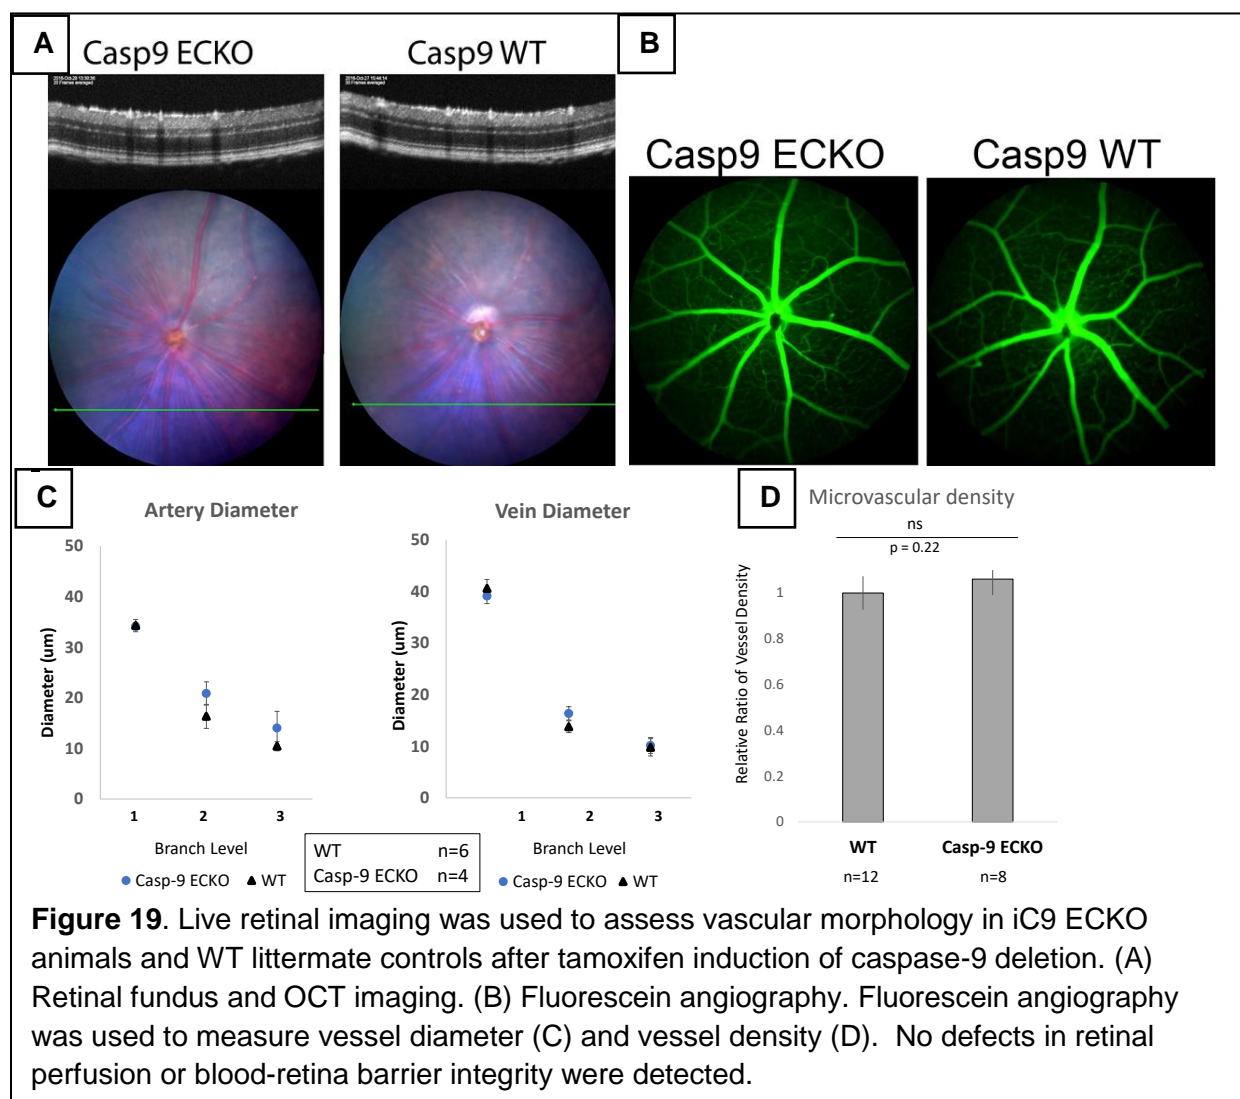 A
Casp9 ECKO
Casp9 WT
B
Casp9 ECKO
Casp9 WT
C
Artery Diameter
50
40
30
20
10
0
Diameter (um)
1 2 3
Branch Level
Casp-9 ECKO WT
WT n=6
Casp-9 ECKO n=4
Vein Diameter
50
40
30
20
10
0
Diameter (um)
1 2 3
Branch Level
Casp-9 ECKO WT
D
Microvascular density
ns
p = 0.22
1
0.8
0.6
0.4
0.2
0
Relative Ratio of Vessel Density
WT Casp-9 ECKO
n=12 n=8
Figure 19. Live retinal imaging was used to assess vascular morphology in iC9 ECKO
animals and WT littermate controls after tamoxifen induction of caspase-9 deletion. (A)
Retinal fundus and OCT imaging. (B) Fluorescein angiography. Fluorescein angiography
was used to measure vessel diameter (C) and vessel density (D). No defects in retinal
perfusion or blood-retina barrier integrity were detected.